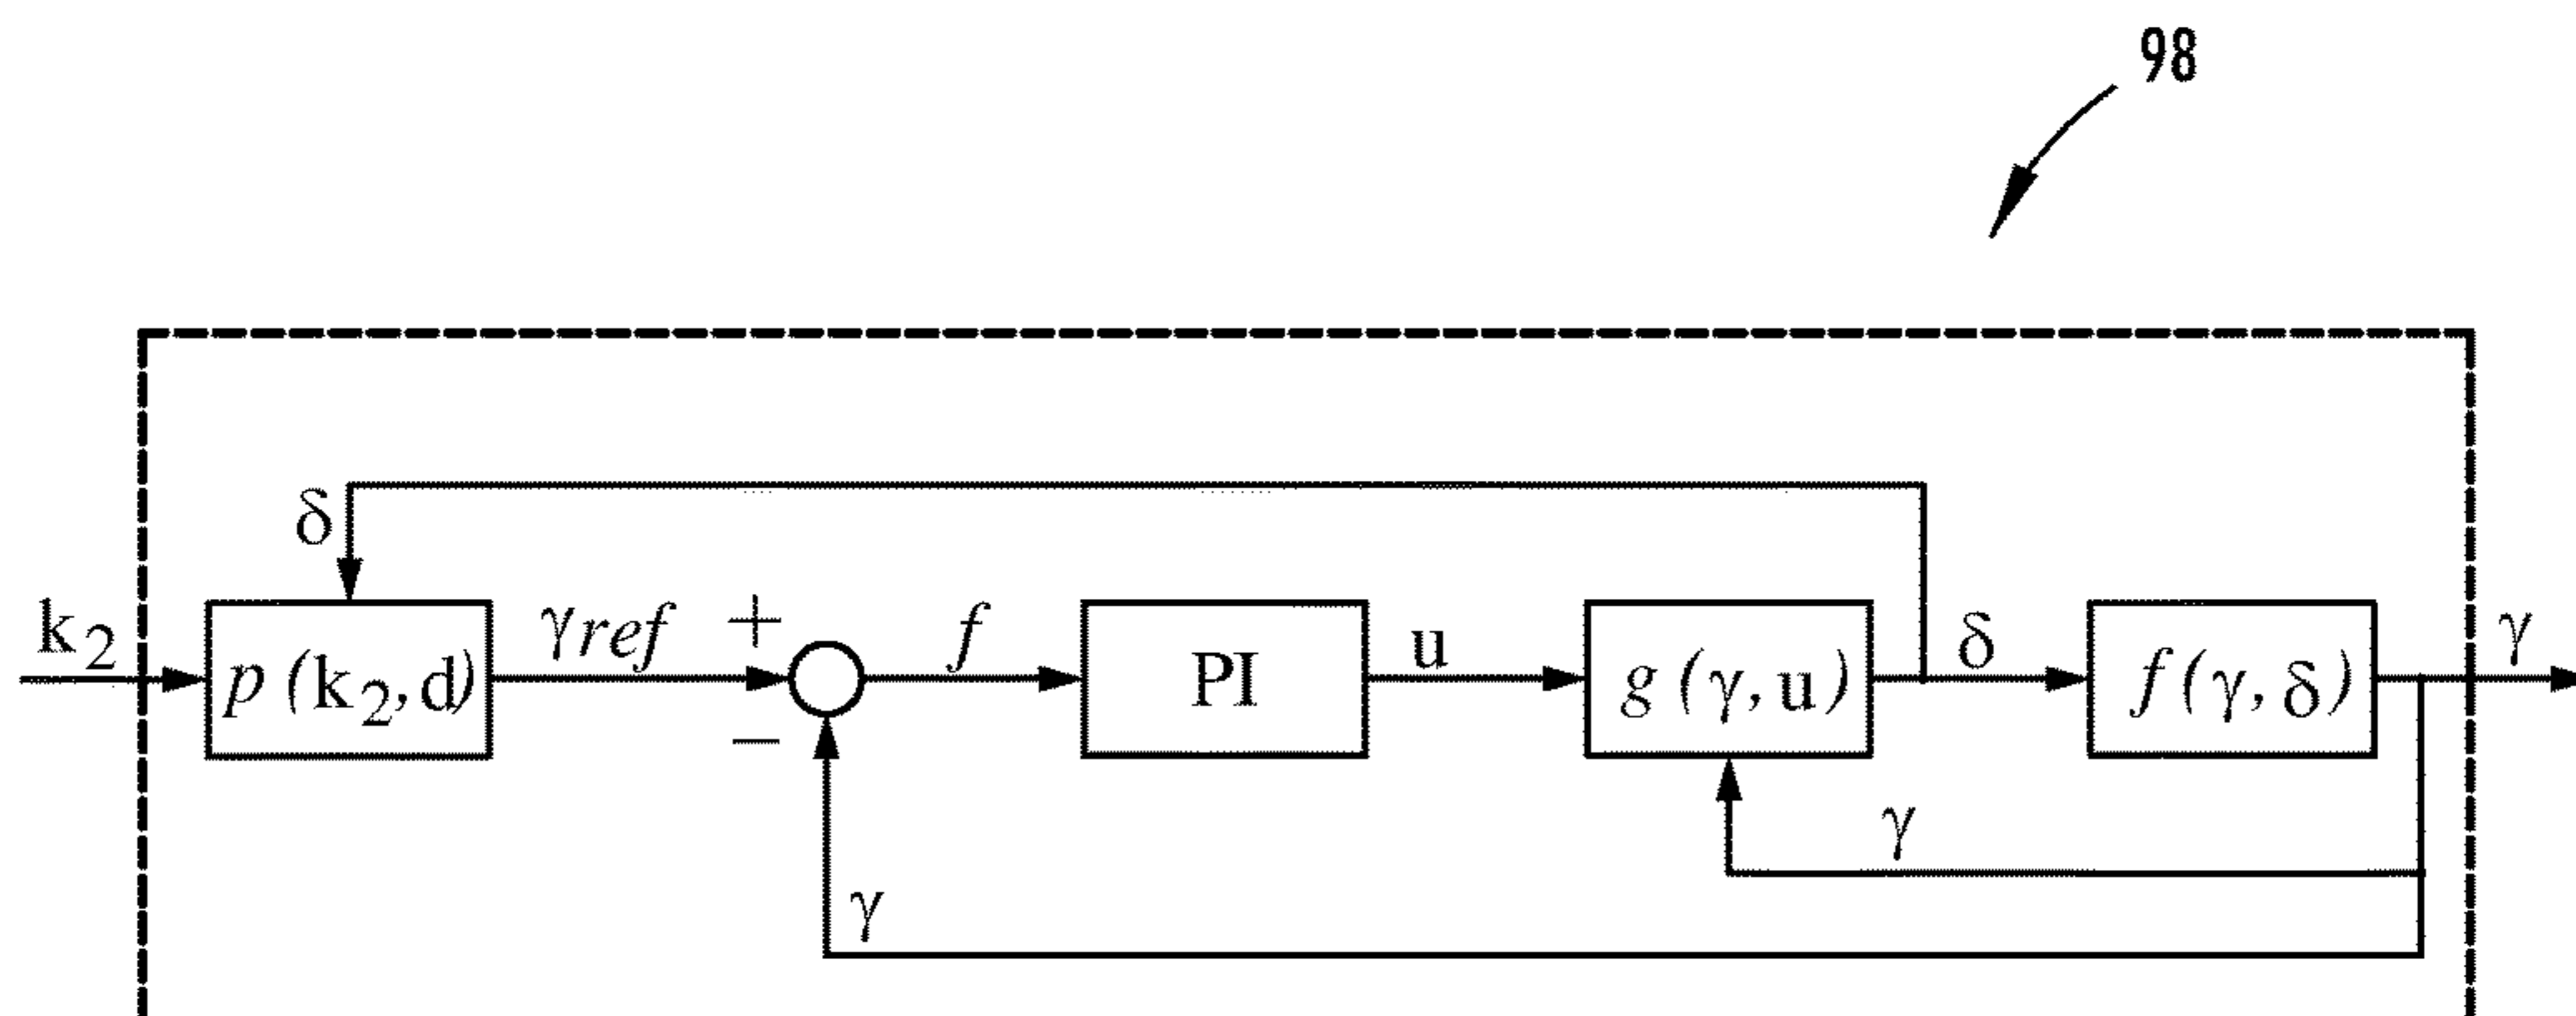 98
δ
k₂
p (k₂, d)
γref
+
−
f
PI
u
g (γ, u)
δ
f (γ, δ)
γ
γ
γ